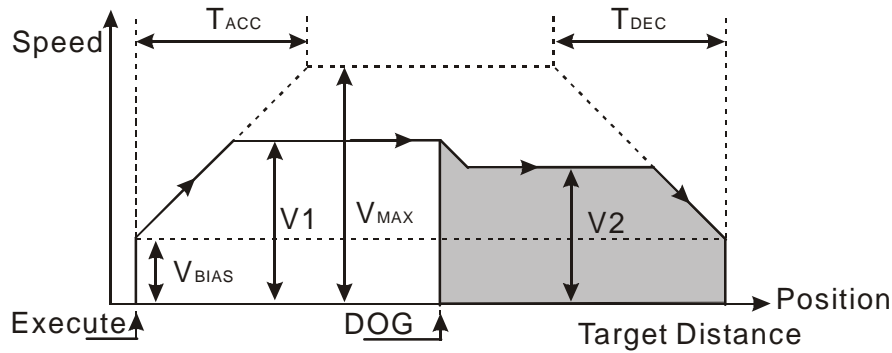 TACC
TDEC
Speed
V1
VMAX
V2
VBIAS
Position
Execute
DOG
Target Distance